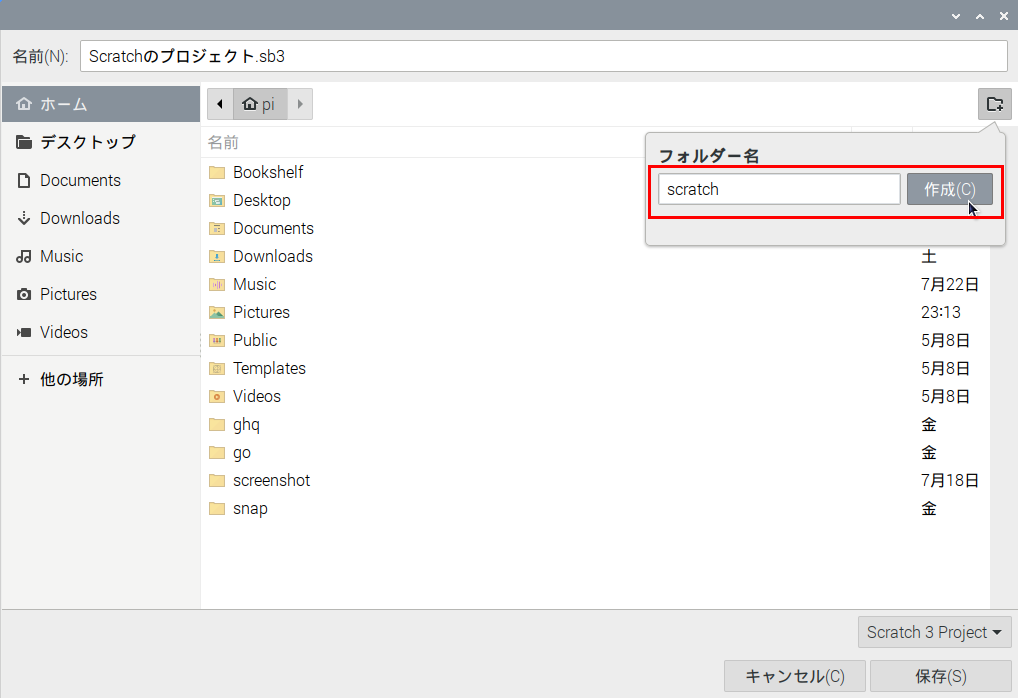 名前(N): Scratchのプロジェクト.sb3
ホーム
デスクトップ
Documents
Downloads
Music
Pictures
Videos
他の場所
pi
名前
フォルダー名
scratch 作成(C)
Bookshelf
Desktop
Documents
Downloads 土
Music 7月22日
Pictures 23:13
Public 5月8日
Templates 5月8日
Videos 5月8日
ghq 金
go 金
screenshot 7月18日
snap 金
Scratch 3 Project
キャンセル(C) 保存(S)